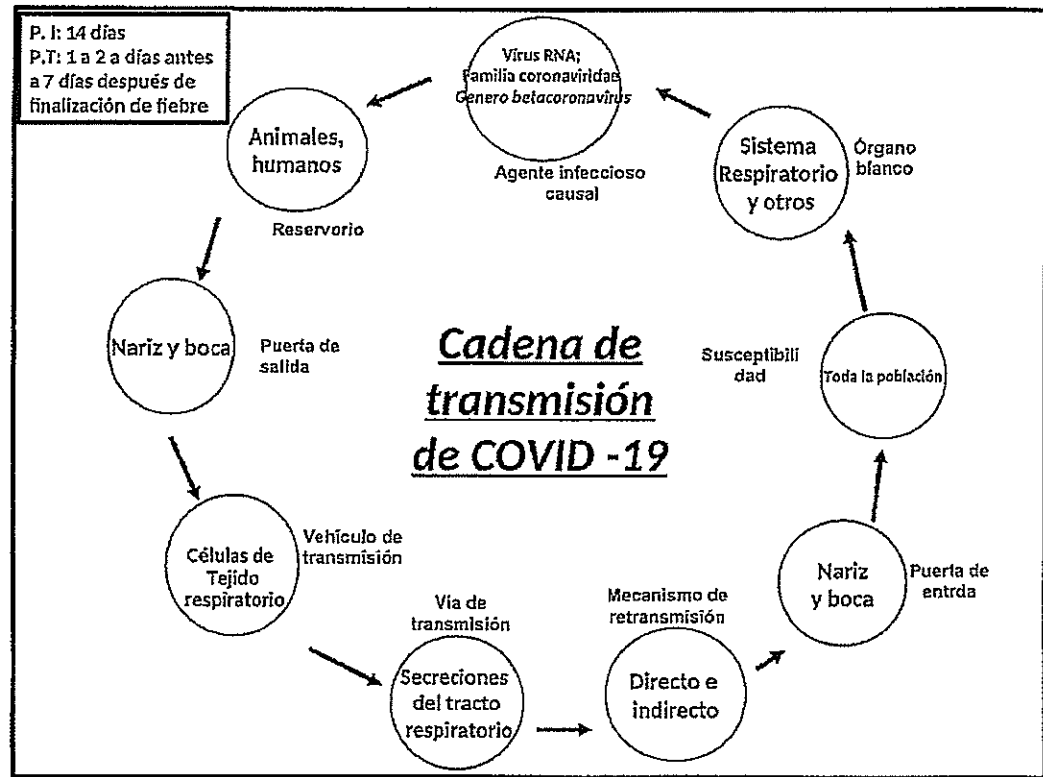 P. I: 14 días
P.T: 1 a 2 a días antes
a 7 días después de
finalización de fiebre
Virus RNA;
Familia coronaviridae
Genero betacoronavirus
Agente infeccioso
causal
Animales,
humanos
Reservorio
Nariz y boca
Puerta de
salida
Células de
Tejido
respiratorio
Vehículo de
transmisión
Vía de
transmisión
Secreciones
del tracto
respiratorio
Mecanismo de
retransmisión
Directo e
indirecto
Nariz
y boca
Puerta de
entrda
Toda la población
Susceptibili
dad
Sistema
Respiratorio
y otros
Órgano
blanco
Cadena de
transmisión
de COVID -19